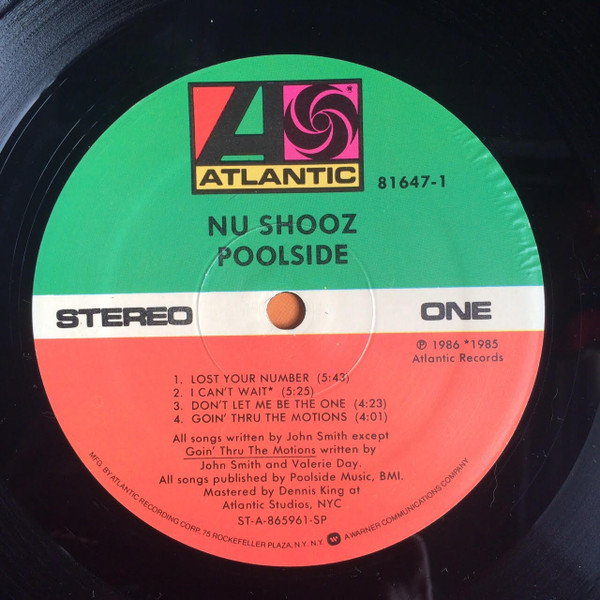 ATLANTIC
81647-1
NU SHOOZ
POOLSIDE
STEREO
ONE
℗ 1986 *1985
Atlantic Records
1. LOST YOUR NUMBER (5:43)
2. I CAN'T WAIT* (5:25)
3. DON'T LET ME BE THE ONE (4:23)
4. GOIN' THRU THE MOTIONS (4:01)
All songs written by John Smith except
Goin' Thru The Motions written by
John Smith and Valerie Day.
All songs published by Poolside Music, BMI.
Mastered by Dennis King at
Atlantic Studios, NYC
ST-A-865961-SP
MFG. BY ATLANTIC RECORDING CORP., 75 ROCKEFELLER PLAZA, N.Y. N.Y. W A WARNER COMMUNICATIONS COMPANY